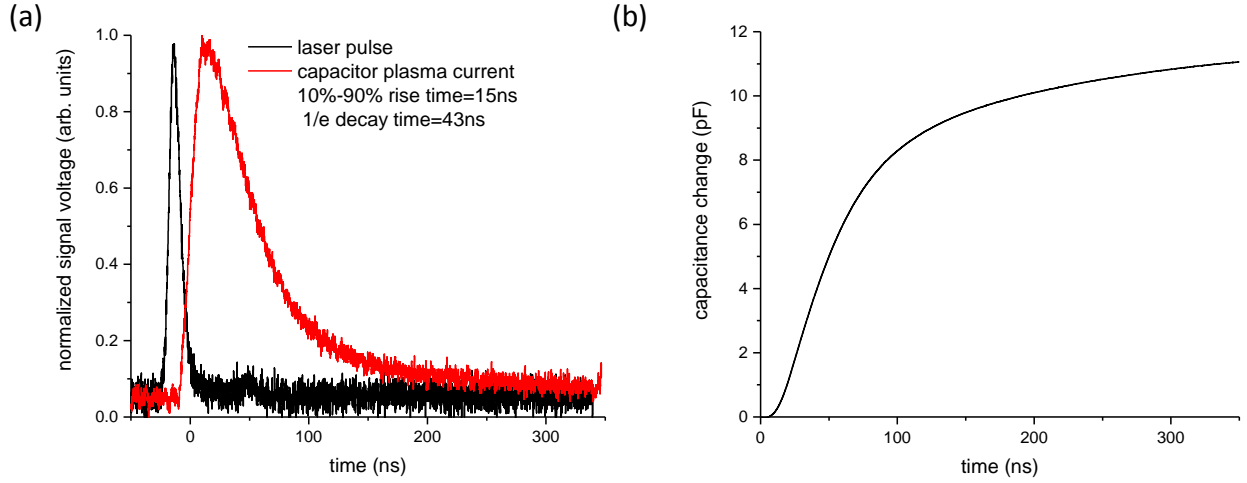 (a)
laser pulse
capacitor plasma current
10%-90% rise time=15ns
1/e decay time=43ns
normalized signal voltage (arb. units)
1.0
0.8
0.6
0.4
0.2
0.0
0
100
200
300
time (ns)
(b)
capacitance change (pF)
12
10
8
6
4
2
0
0
100
200
300
time (ns)